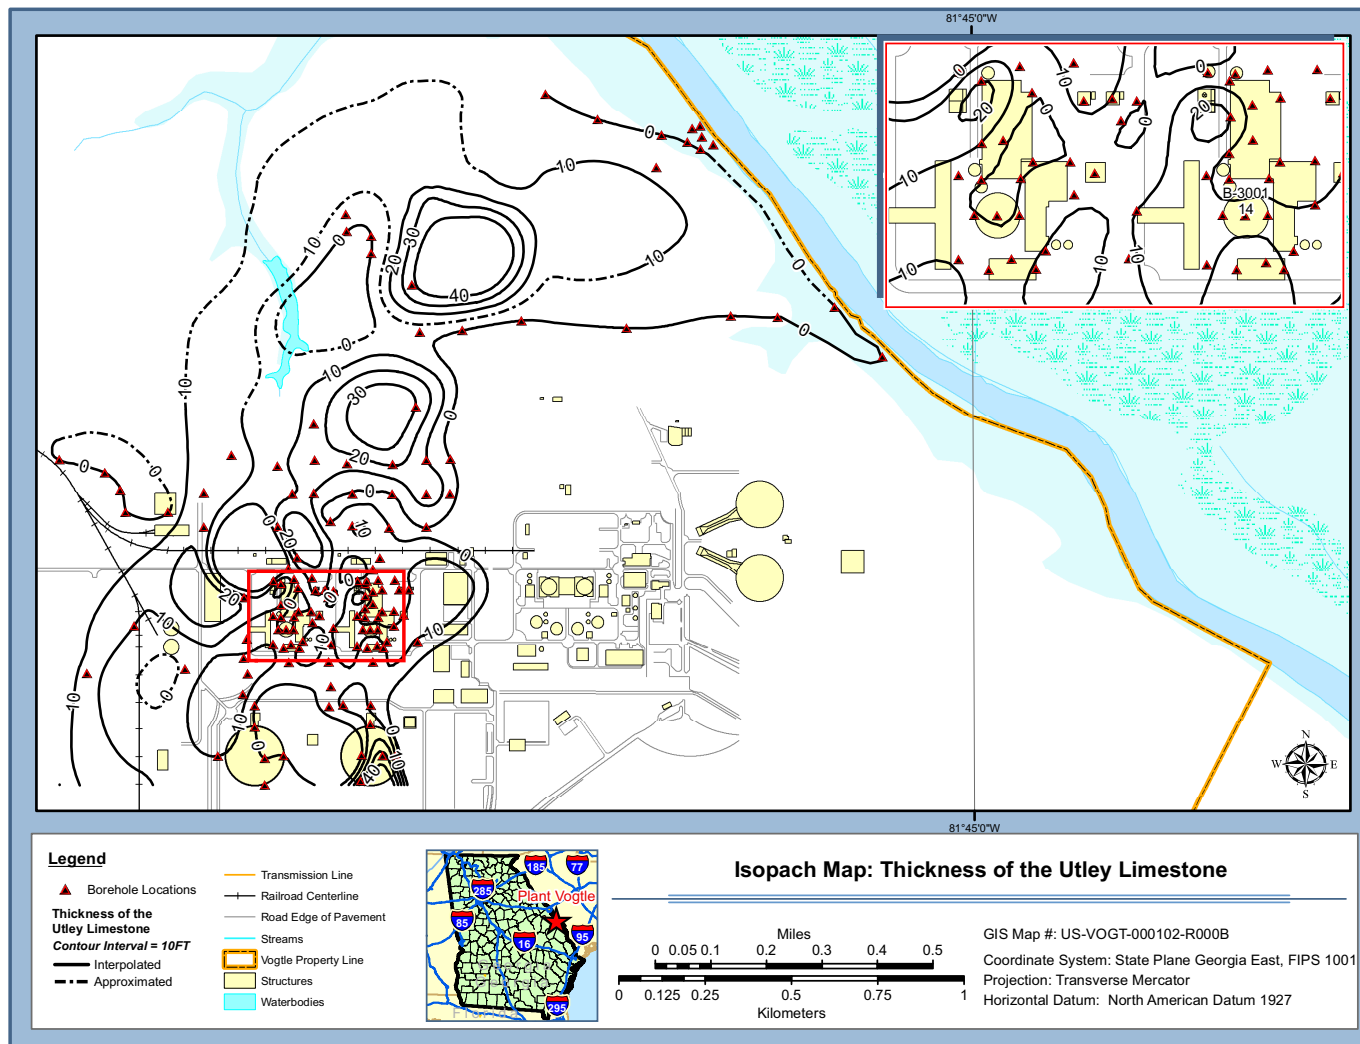 81°45'0"W
0
10
0
0
20
20
0
10
B-3001
14
10
10
0
10
10
30
10
0
20
10
0
40
0
0
10
10
30
0
0
0
20
0
0
20
10
0
20
0
0
0
10
10
10
0
10
10
0
0
10
40
N
W
E
S
81°45'0"W
Legend
Borehole Locations
Thickness of the
Utley Limestone
Contour Interval = 10FT
Interpolated
Approximated
Transmission Line
Railroad Centerline
Road Edge of Pavement
Streams
Vogtle Property Line
Structures
Waterbodies
185
77
285
Plant Vogtle
85
16
95
295
Isopach Map: Thickness of the Utley Limestone
Miles
0 0.05 0.1 0.2 0.3 0.4 0.5
0 0.125 0.25 0.5 0.75 1
Kilometers
GIS Map #: US-VOGT-000102-R000B
Coordinate System: State Plane Georgia East, FIPS 1001
Projection: Transverse Mercator
Horizontal Datum: North American Datum 1927